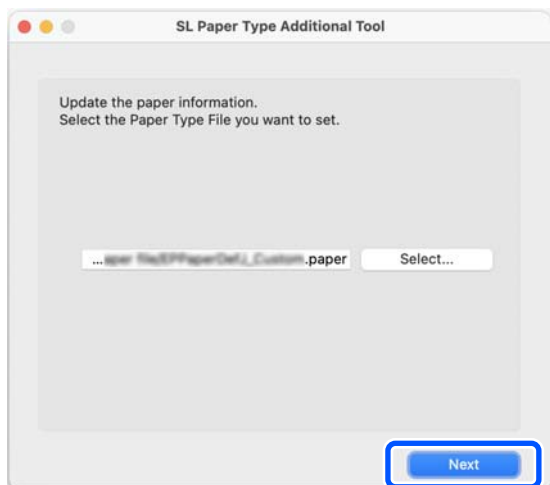 SL Paper Type Additional Tool
Update the paper information.
Select the Paper Type File you want to set.
... .paper
Select...
Next